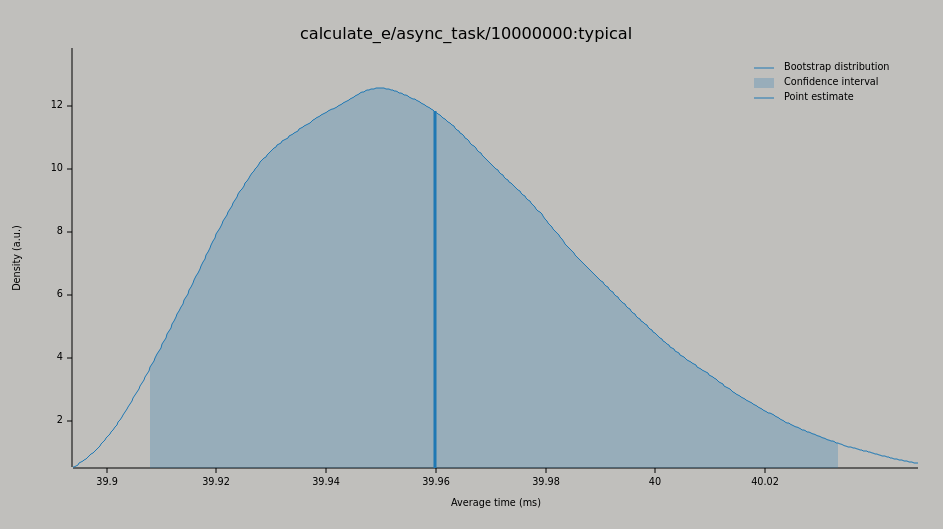 calculate_e/async_task/10000000:typical
Bootstrap distribution
Confidence interval
Point estimate
Density (a.u.)
12
10
8
6
4
2
39.9 39.92 39.94 39.96 39.98 40 40.02
Average time (ms)